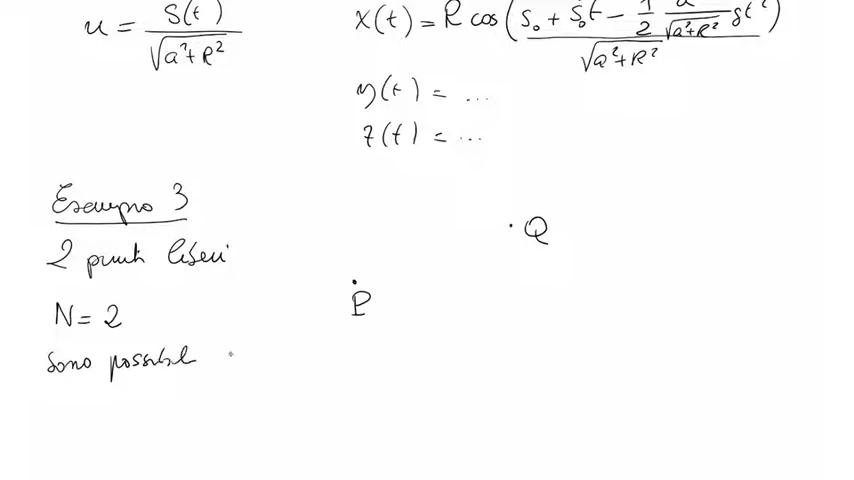 u = S(t) / √(a²+R²)
x(t) = R cos( (S₀ + Ṡ₀t − 1/2 a/√(a²+R²) gt²) / √(a²+R²) )
y(t) = ...
z(t) = ...
Esempio 3
2 punti liberi
N = 2
sono possibil
Q
P